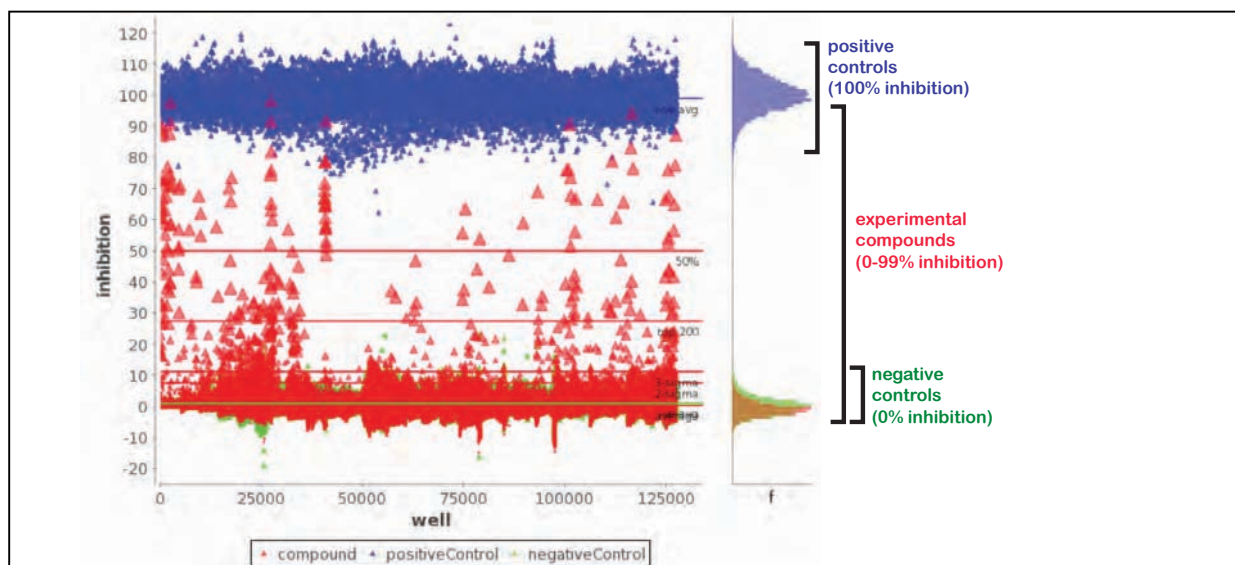 120
110
100
90
80
70
60
50
40
30
20
10
0
-10
-20
inhibition
avg
50%
200
3-sigma
2-sigma
0
25000
50000
75000
100000
125000
well
f
compound
positiveControl
negativeControl
positive
controls
(100% inhibition)
experimental
compounds
(0-99% inhibition)
negative
controls
(0% inhibition)